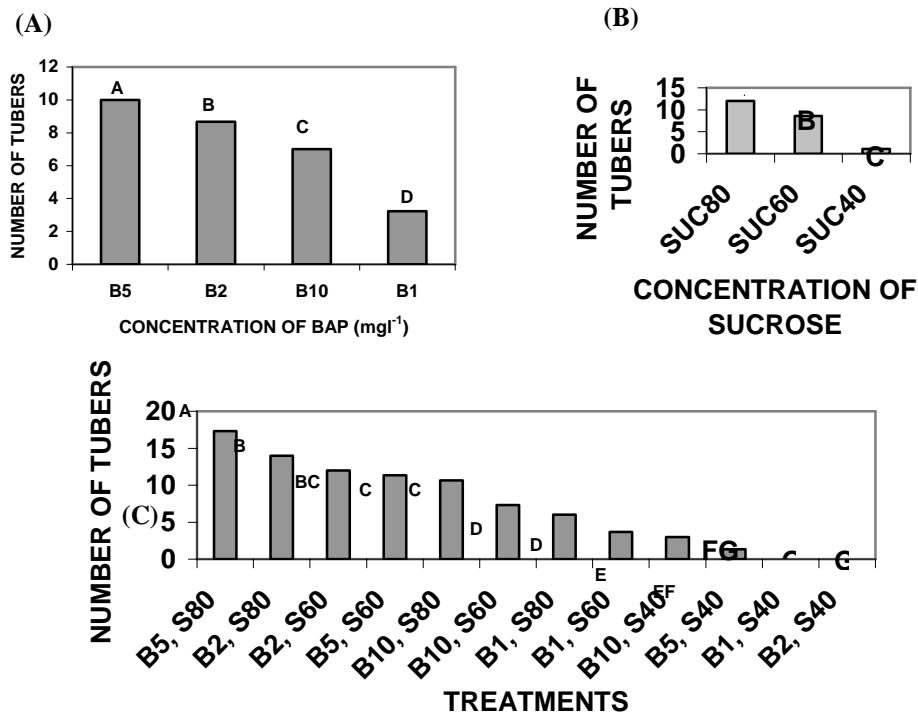 (A)
NUMBER OF TUBERS
12
10
8
6
4
2
0
A
B
C
D
B5 B2 B10 B1
CONCENTRATION OF BAP (mgl-1)
(B)
NUMBER OF
TUBERS
15
10
5
0
B
C
SUC80
SUC60
SUC40
CONCENTRATION OF
SUCROSE
(C)
NUMBER OF TUBERS
20
15
10
5
0
A
B
BC
C
C
D
D
E
EF
FG
G
G
B5, S80
B2, S80
B2, S60
B5, S60
B10, S80
B10, S60
B1, S80
B1, S60
B10, S40
B5, S40
B1, S40
B2, S40
TREATMENTS